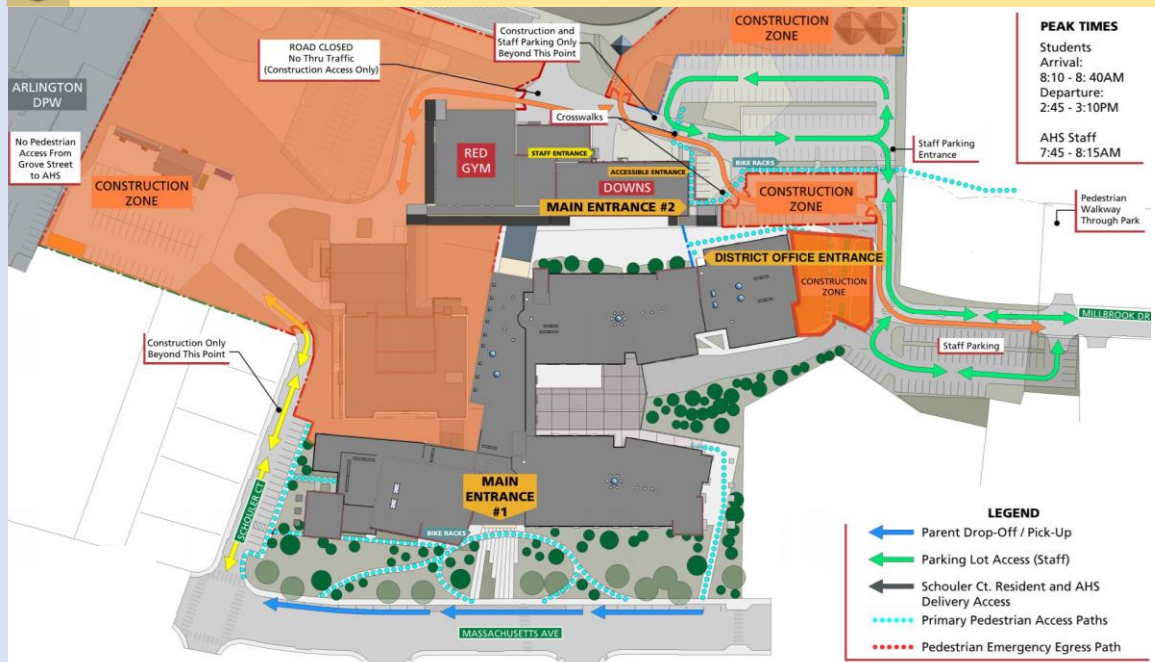 CONSTRUCTION
ZONE
Construction and
Staff Parking Only
Beyond This Point
ROAD CLOSED
No Thru Traffic
(Construction Access Only)
PEAK TIMES
Students
Arrival:
8:10 - 8: 40AM
Departure:
2:45 - 3:10PM
AHS Staff
7:45 - 8:15AM
ARLINGTON
DPW
No Pedestrian
Access From
Grove Street
to AHS
Crosswalks
RED
GYM
STAFF ENTRANCE
ACCESSIBLE ENTRANCE
BIKE RACKS
Staff Parking
Entrance
CONSTRUCTION
ZONE
DOWNS
MAIN ENTRANCE #2
CONSTRUCTION
ZONE
Pedestrian
Walkway
Through Park
DISTRICT OFFICE ENTRANCE
CONSTRUCTION
ZONE
MILLBROOK DR
Staff Parking
Construction Only
Beyond This Point
SCHOULER CT
MAIN
ENTRANCE
#1
BIKE RACKS
MASSACHUSETTS AVE
LEGEND
Parent Drop-Off / Pick-Up
Parking Lot Access (Staff)
Schouler Ct. Resident and AHS
Delivery Access
Primary Pedestrian Access Paths
Pedestrian Emergency Egress Path